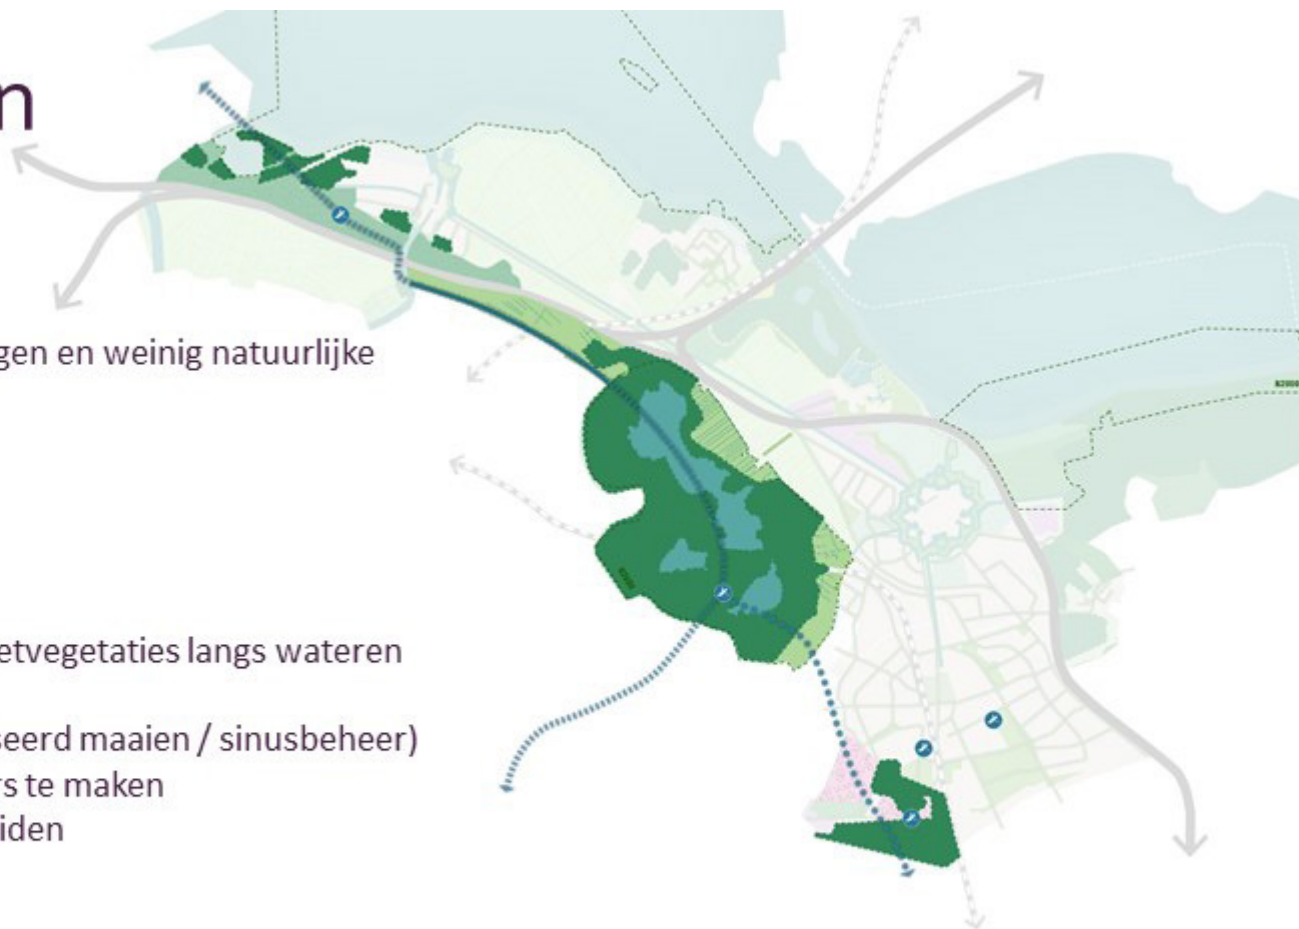 n
gen en weinig natuurlijke
etvegetaties langs wateren
seerd maaien / sinusbeheer)
rs te maken
iden